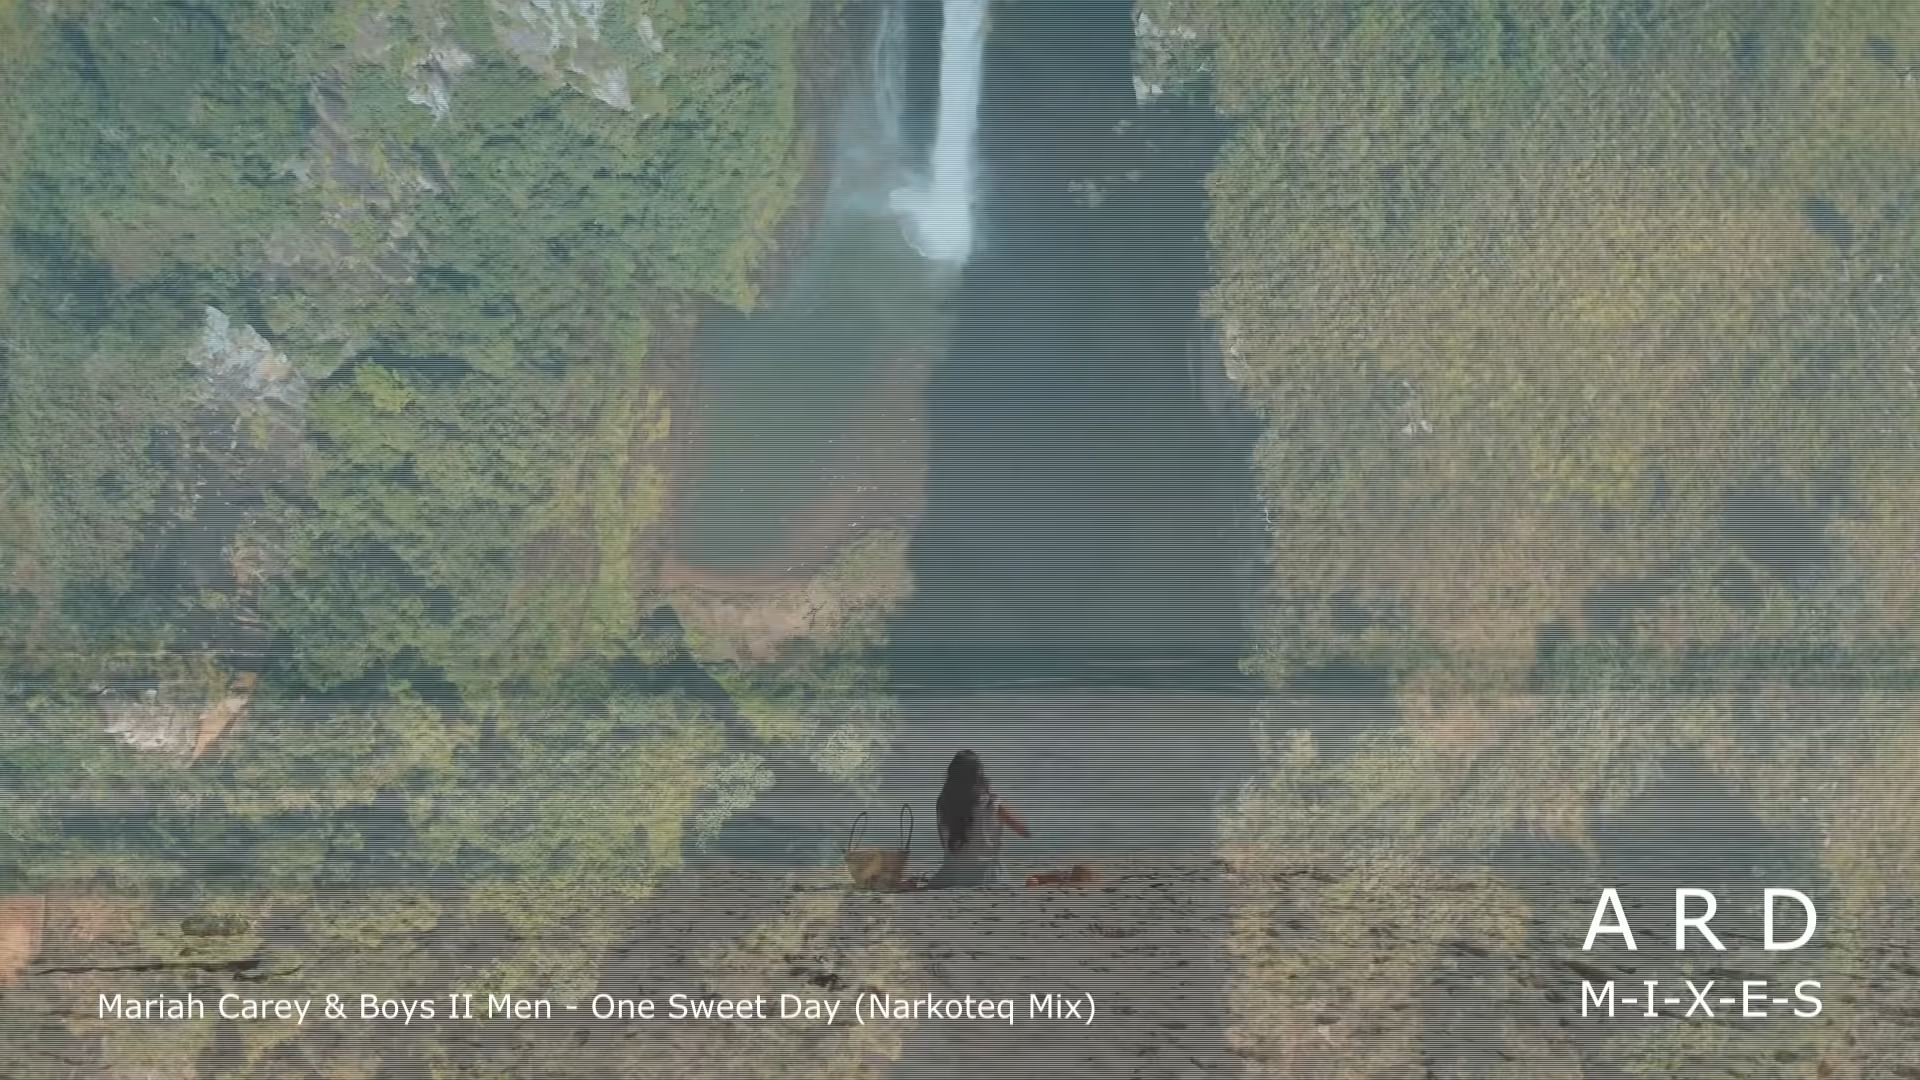 A R D
M-I-X-E-S
Mariah Carey & Boys II Men - One Sweet Day (Narkoteq Mix)